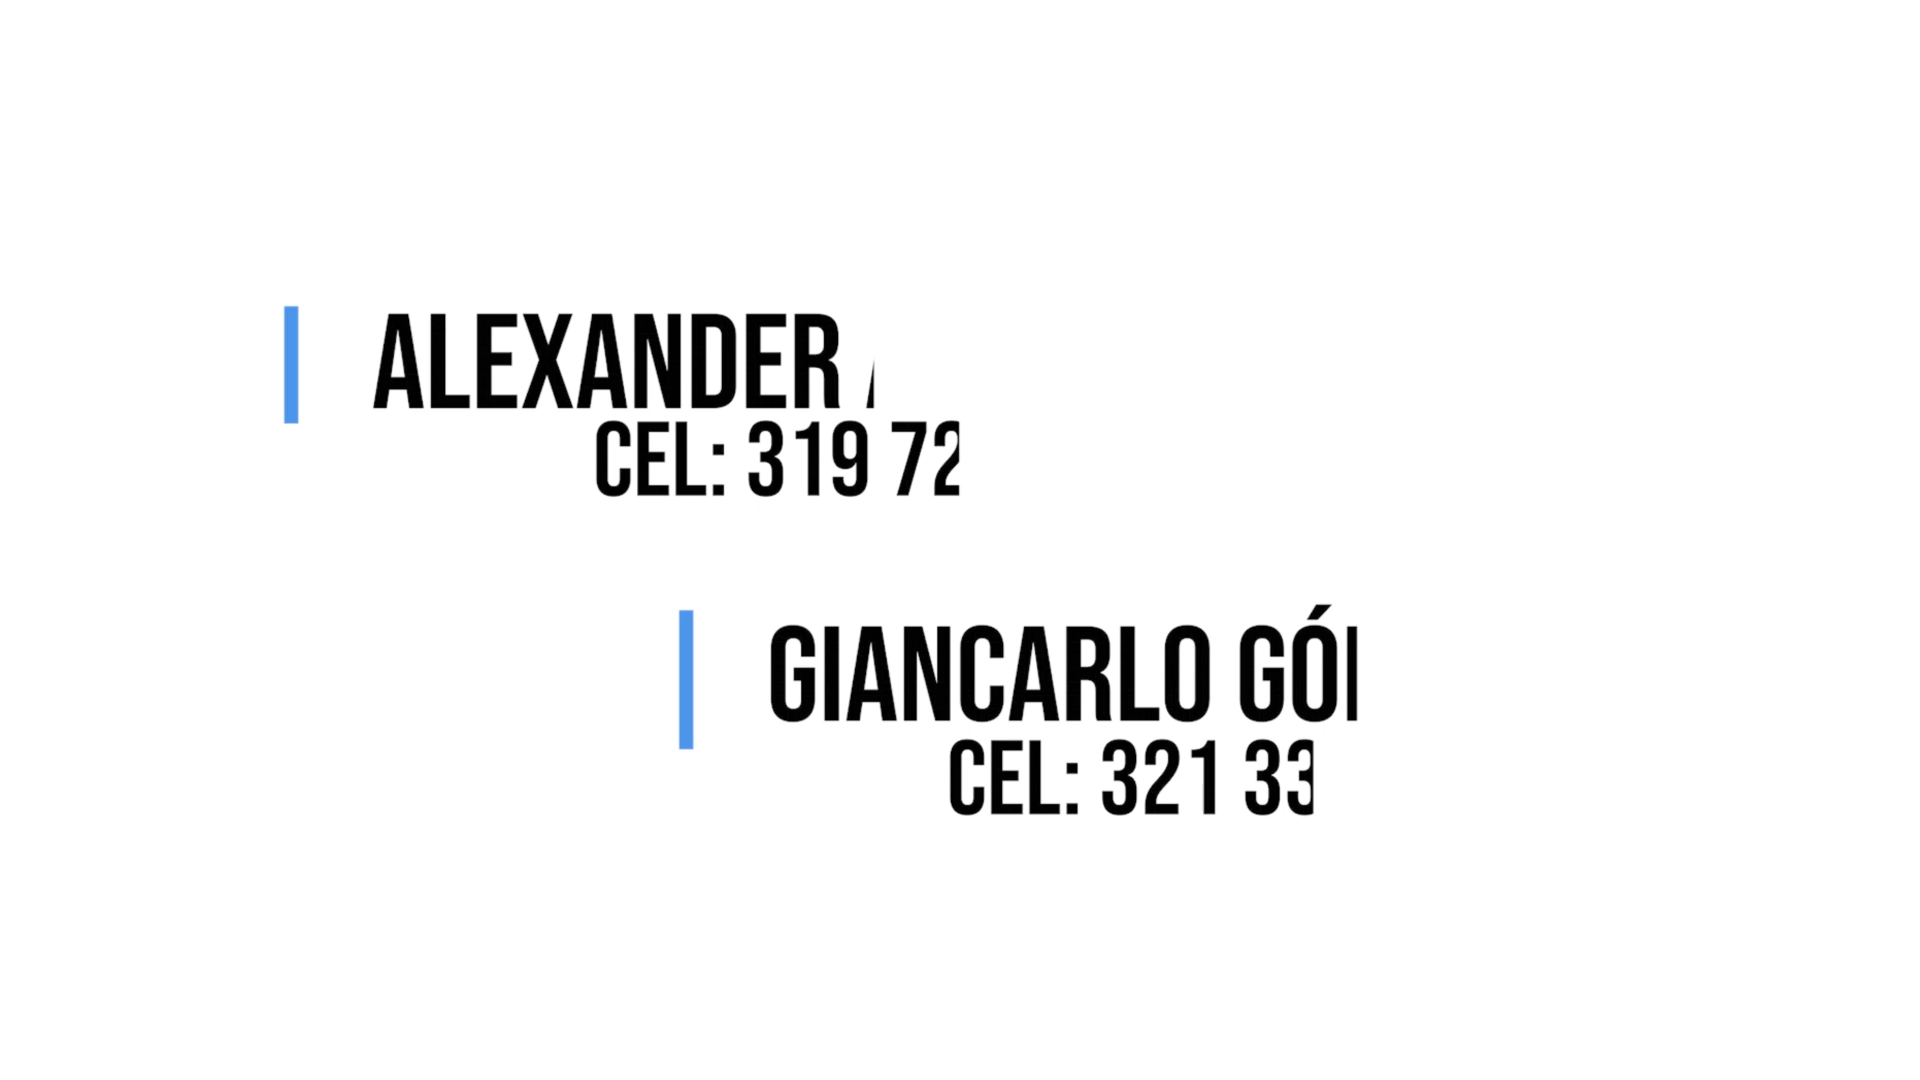 ALEXANDER
CEL: 319 72
GIANCARLO GÓ
CEL: 321 33